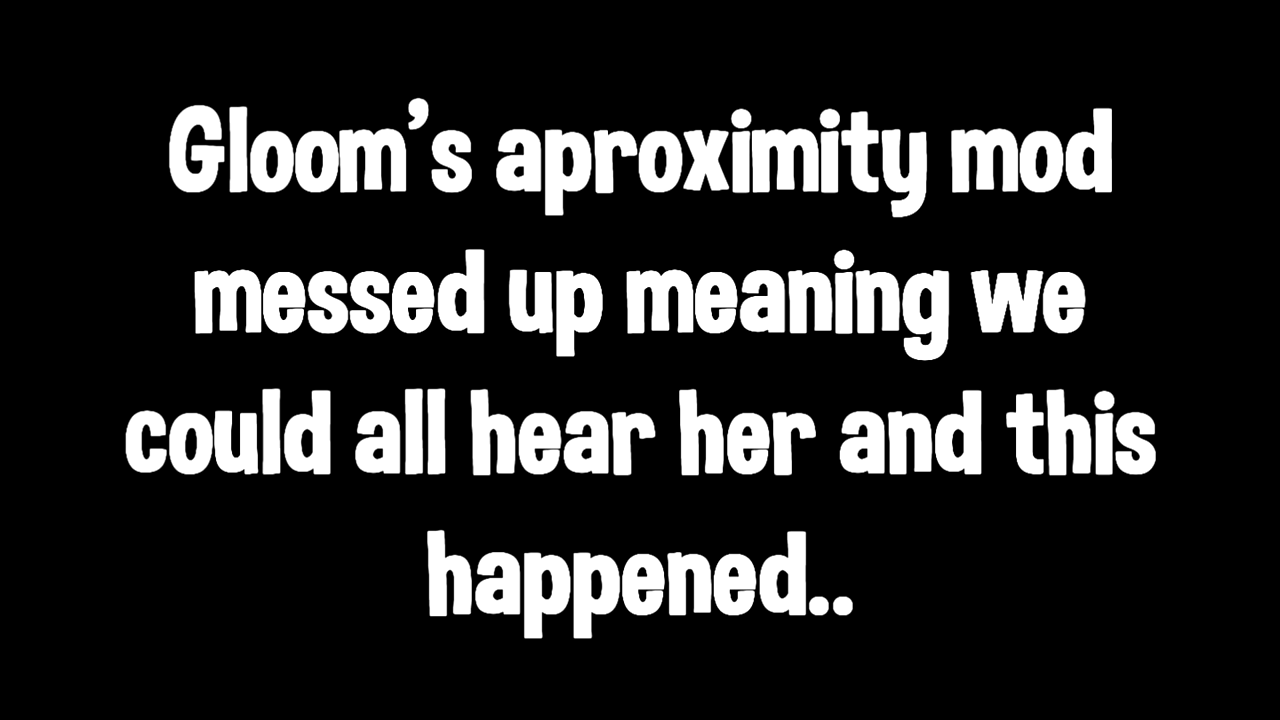 Gloom's aproximity mod
messed up meaning we
could all hear her and this
happened..